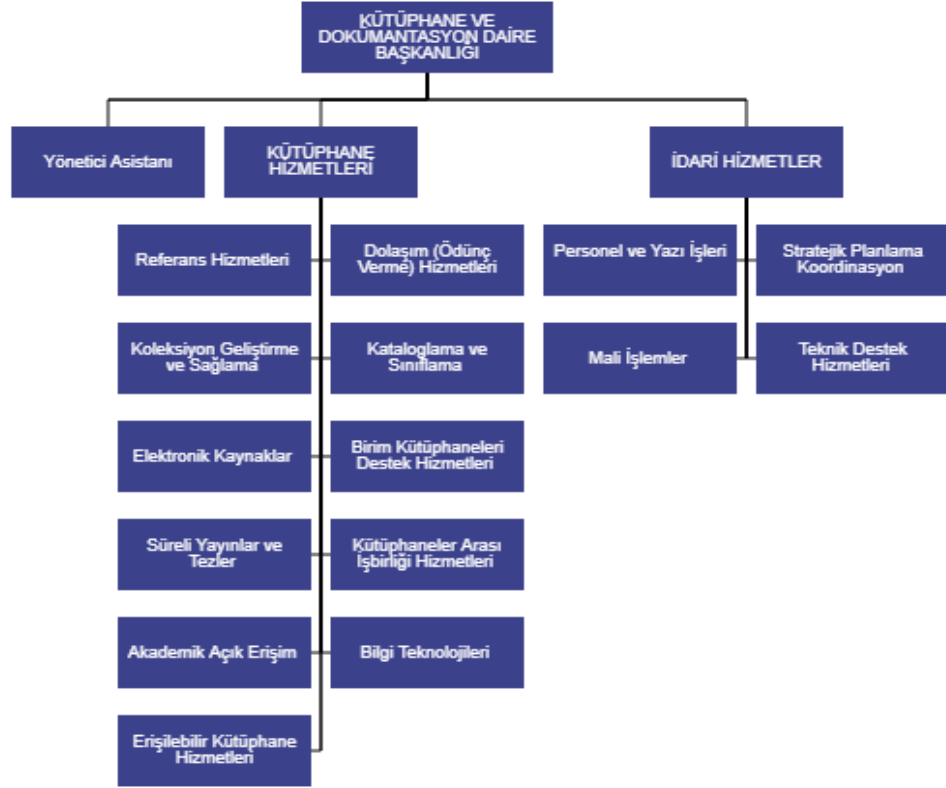 KÜTÜPHANE VE
DOKÜMANTASYON DAİRE
BAŞKANLIĞI
Yönetici Asistanı
KÜTÜPHANE
HİZMETLERİ
İDARİ HİZMETLER
Referans Hizmetleri
Dolaşım (Ödünç
Verme) Hizmetleri
Personel ve Yazı İşleri
Stratejik Planlama
Koordinasyon
Koleksiyon Geliştirme
ve Sağlama
Kataloglama ve
Sınıflama
Mali İşlemler
Teknik Destek
Hizmetleri
Elektronik Kaynaklar
Birim Kütüphaneleri
Destek Hizmetleri
Süreli Yayınlar ve
Tezler
Kütüphaneler Arası
İşbirliği Hizmetleri
Akademik Açık Erişim
Bilgi Teknolojileri
Erişilebilir Kütüphane
Hizmetleri